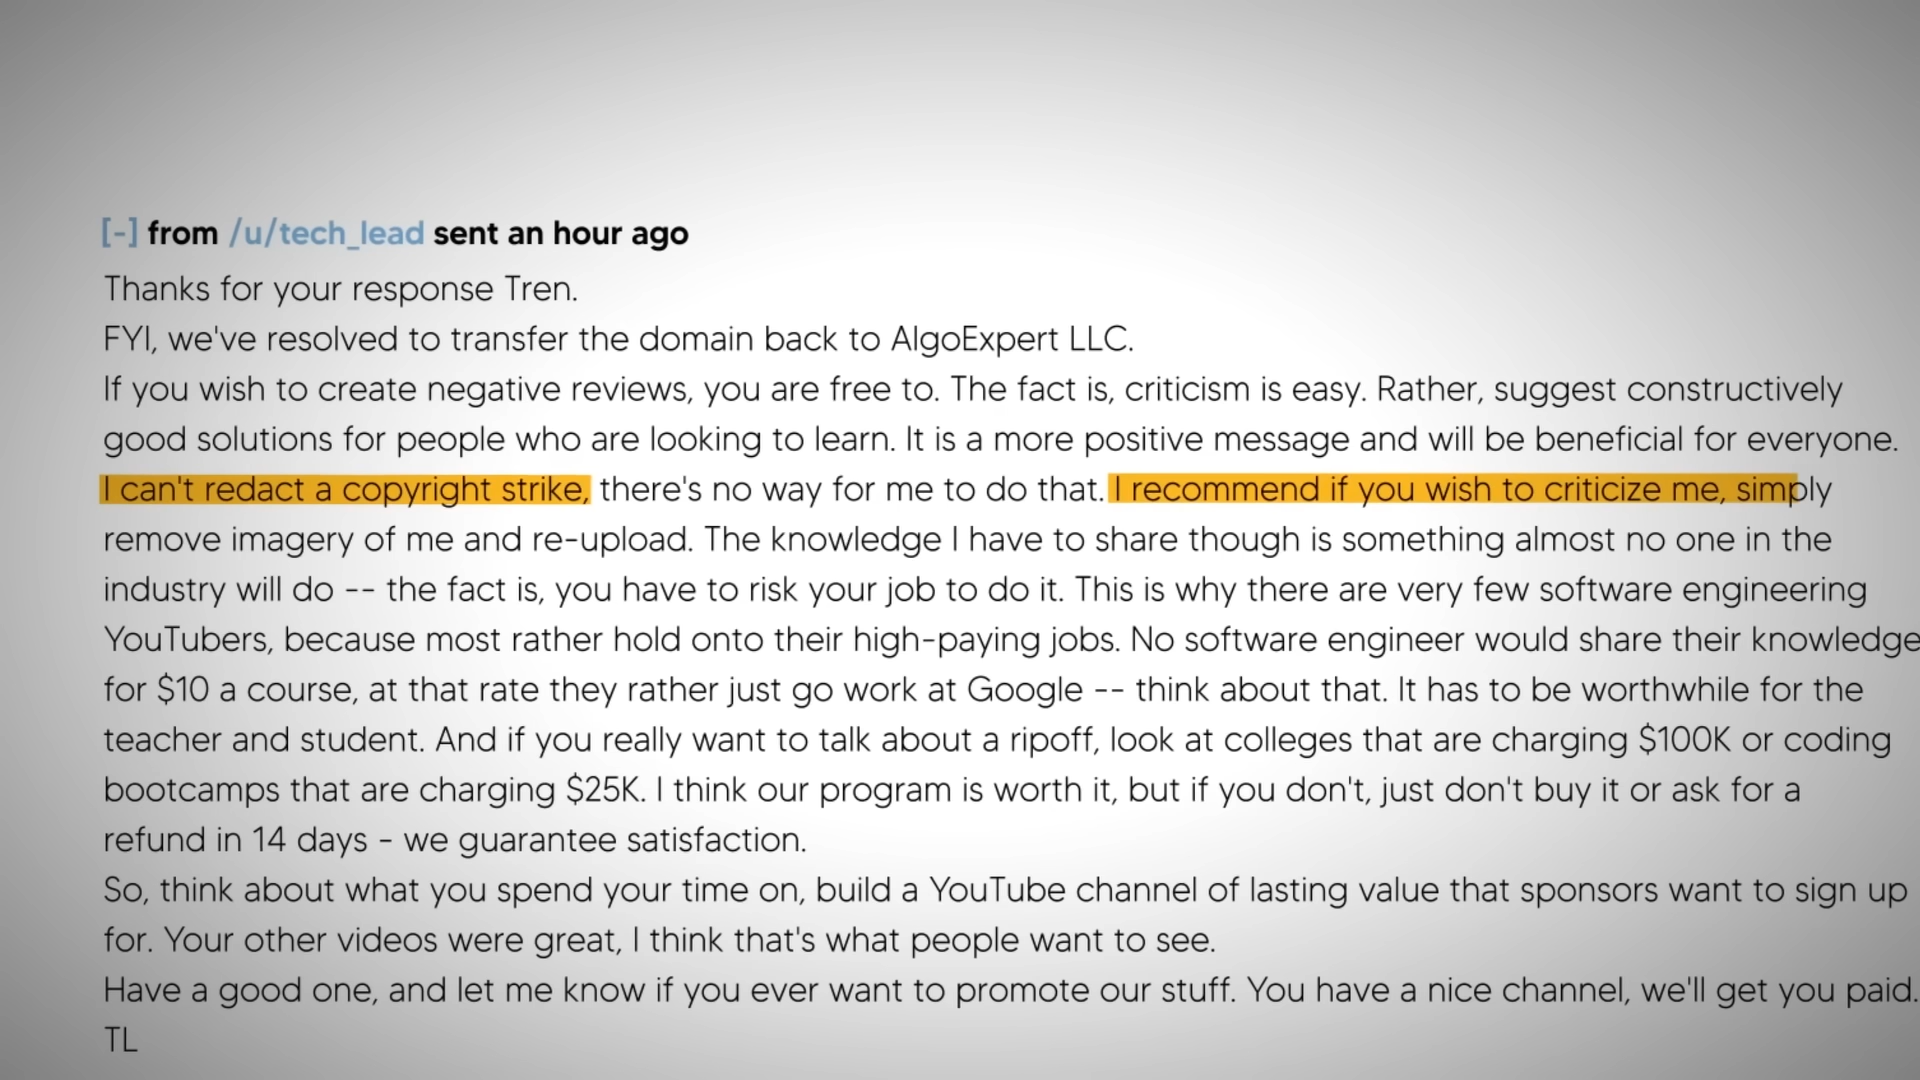 [-] from /u/tech_lead sent an hour ago
Thanks for your response Tren.
FYI, we've resolved to transfer the domain back to AlgoExpert LLC.
If you wish to create negative reviews, you are free to. The fact is, criticism is easy. Rather, suggest constructively
good solutions for people who are looking to learn. It is a more positive message and will be beneficial for everyone.
I can't redact a copyright strike, there's no way for me to do that. I recommend if you wish to criticize me, simply
remove imagery of me and re-upload. The knowledge I have to share though is something almost no one in the
industry will do -- the fact is, you have to risk your job to do it. This is why there are very few software engineering
YouTubers, because most rather hold onto their high-paying jobs. No software engineer would share their knowledge
for $10 a course, at that rate they rather just go work at Google -- think about that. It has to be worthwhile for the
teacher and student. And if you really want to talk about a ripoff, look at colleges that are charging $100K or coding
bootcamps that are charging $25K. I think our program is worth it, but if you don't, just don't buy it or ask for a
refund in 14 days - we guarantee satisfaction.
So, think about what you spend your time on, build a YouTube channel of lasting value that sponsors want to sign up
for. Your other videos were great, I think that's what people want to see.
Have a good one, and let me know if you ever want to promote our stuff. You have a nice channel, we'll get you paid.
TL